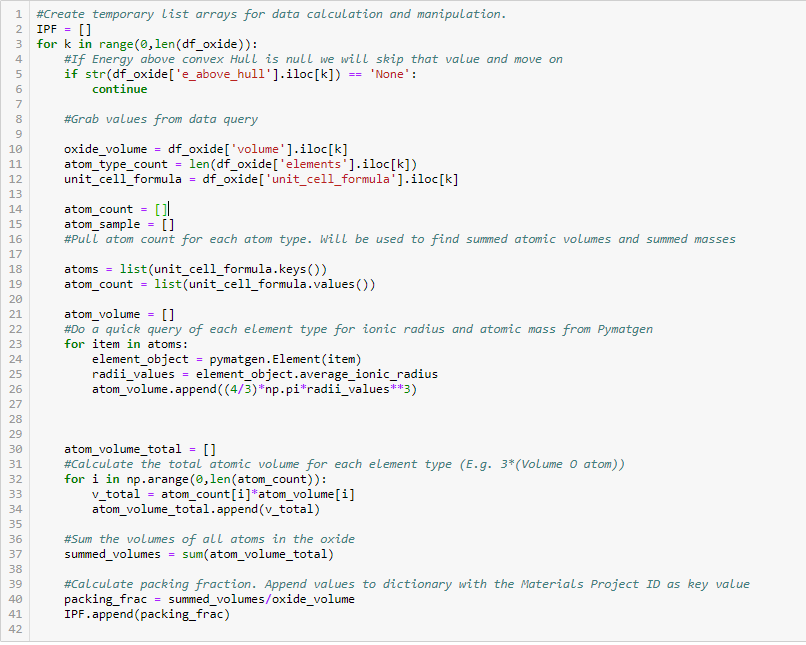 1 #Create temporary list arrays for data calculation and manipulation.
2 IPF = []
3 for k in range(0,len(df_oxide)):
4     #If Energy above convex Hull is null we will skip that value and move on
5     if str(df_oxide['e_above_hull'].iloc[k]) == 'None':
6         continue
7
8     #Grab values from data query
9
10     oxide_volume = df_oxide['volume'].iloc[k]
11     atom_type_count = len(df_oxide['elements'].iloc[k])
12     unit_cell_formula = df_oxide['unit_cell_formula'].iloc[k]
13
14     atom_count = []
15     atom_sample = []
16     #Pull atom count for each atom type. Will be used to find summed atomic volumes and summed masses
17
18     atoms = list(unit_cell_formula.keys())
19     atom_count = list(unit_cell_formula.values())
20
21     atom_volume = []
22     #Do a quick query of each element type for ionic radius and atomic mass from Pymatgen
23     for item in atoms:
24         element_object = pymatgen.Element(item)
25         radii_values = element_object.average_ionic_radius
26         atom_volume.append((4/3)*np.pi*radii_values**3)
27
28
29
30     atom_volume_total = []
31     #Calculate the total atomic volume for each element type (E.g. 3*(Volume O atom))
32     for i in np.arange(0,len(atom_count)):
33         v_total = atom_count[i]*atom_volume[i]
34         atom_volume_total.append(v_total)
35
36     #Sum the volumes of all atoms in the oxide
37     summed_volumes = sum(atom_volume_total)
38
39     #Calculate packing fraction. Append values to dictionary with the Materials Project ID as key value
40     packing_frac = summed_volumes/oxide_volume
41     IPF.append(packing_frac)
42